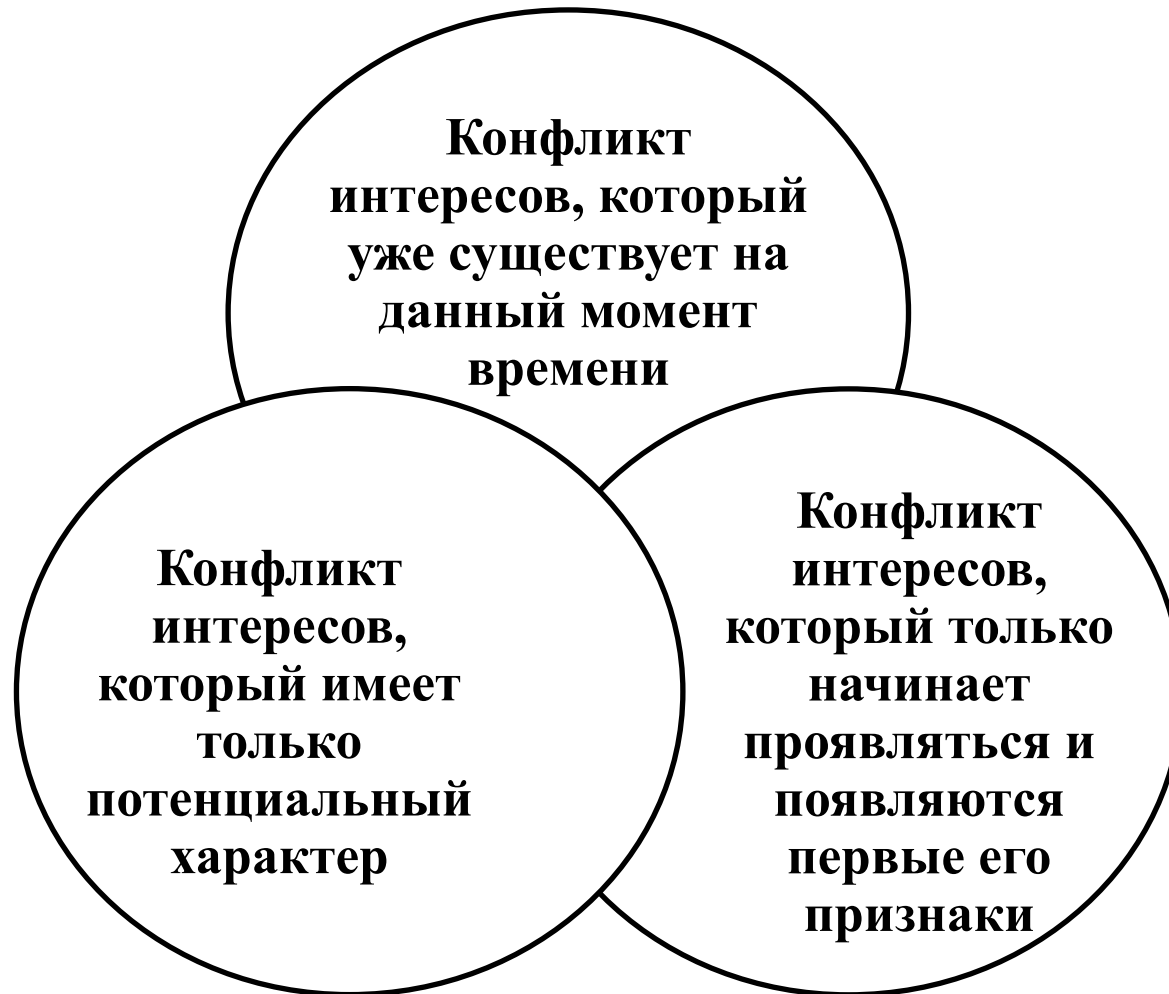 Конфликт
интересов, который
уже существует на
данный момент
времени
Конфликт
интересов,
который имеет
только
потенциальный
характер
Конфликт
интересов,
который только
начинает
проявляться и
появляются
первые его
признаки